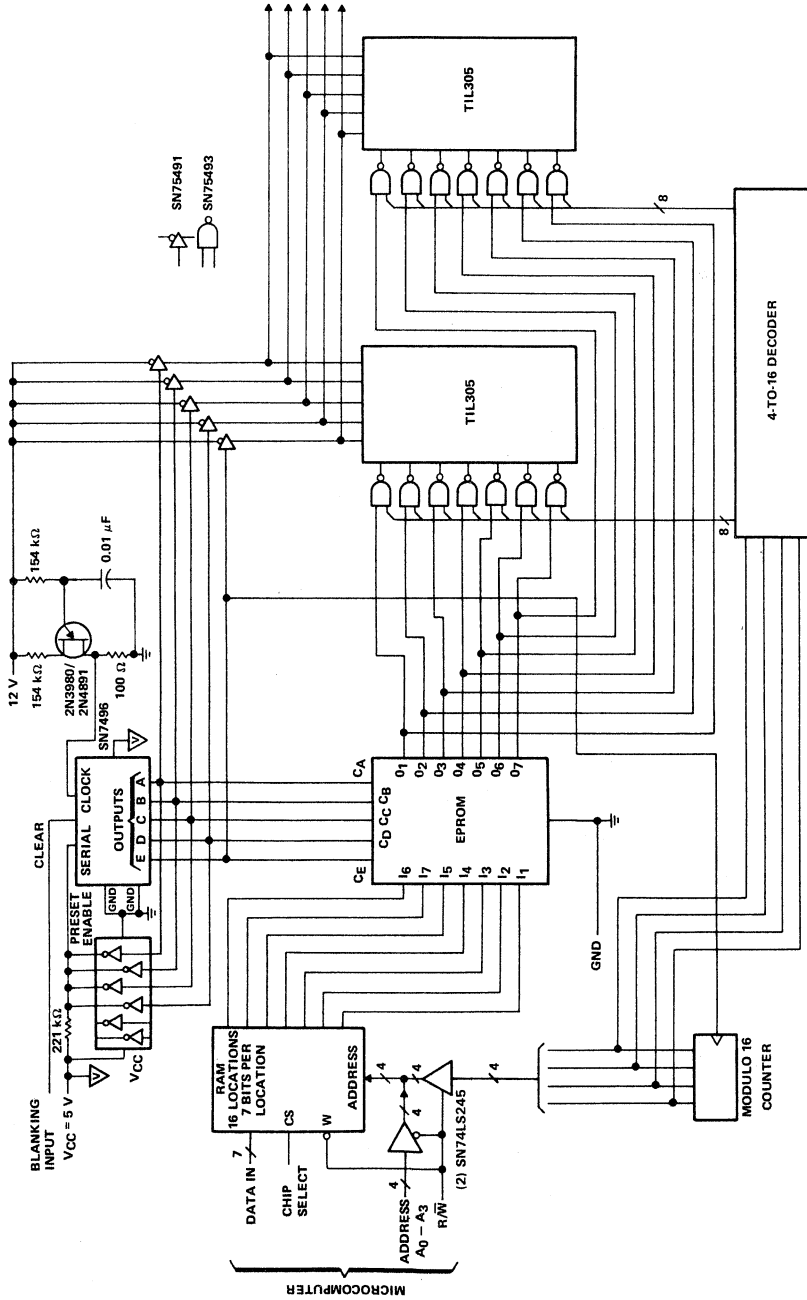 BLANKING
INPUT
VCC = 5 V
221 kΩ
VCC
PRESET
ENABLE
GND
GND
CLEAR
SERIAL
CLOCK
OUTPUTS
E D C B A
SN7496
12 V
154 kΩ
2N3980/
2N4891
100 Ω
154 kΩ
0.01 µF
SN75491
SN75493
TIL305
TIL305
CE
CD
CC
CB
CA
EPROM
I6
I7
I5
I4
I3
I2
I1
O1
O2
O3
O4
O5
O6
O7
GND
RAM
16 LOCATIONS
7 BITS PER
LOCATION
ADDRESS
CS
W
DATA IN
7
CHIP
SELECT
ADDRESS
A0 – A3
R/W̅
4
4
4
4
4
(2) SN74LS245
MICROCOMPUTER
MODULO 16
COUNTER
8
8
4-TO-16 DECODER
V
V